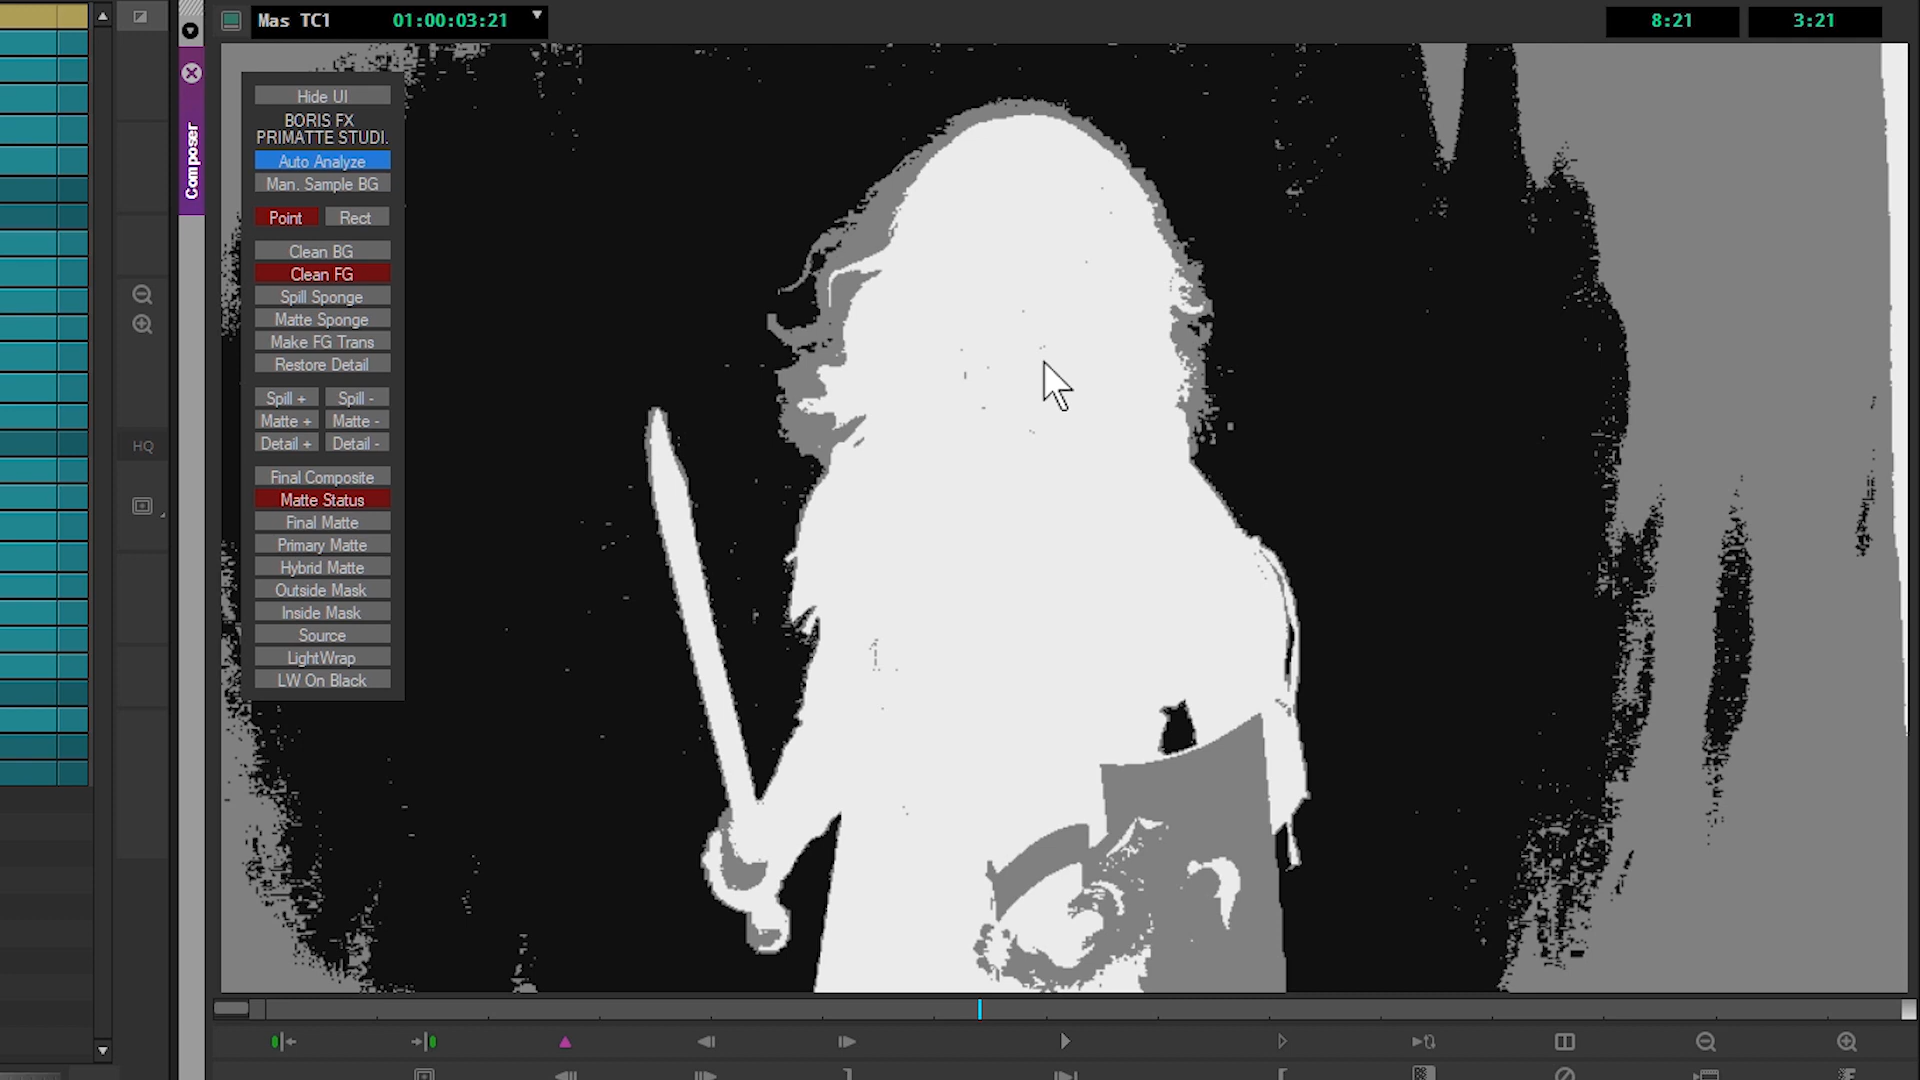 Mas TC1 01:00:03:21
8:21 3:21
Composer
Hide UI
BORIS FX
PRIMATTE STUDI.
Auto Analyze
Man. Sample BG
Point Rect
Clean BG
Clean FG
Spill Sponge
Matte Sponge
Make FG Trans
Restore Detail
Spill + Spill -
Matte + Matte -
Detail + Detail -
Final Composite
Matte Status
Final Matte
Primary Matte
Hybrid Matte
Outside Mask
Inside Mask
Source
LightWrap
LW On Black
HQ